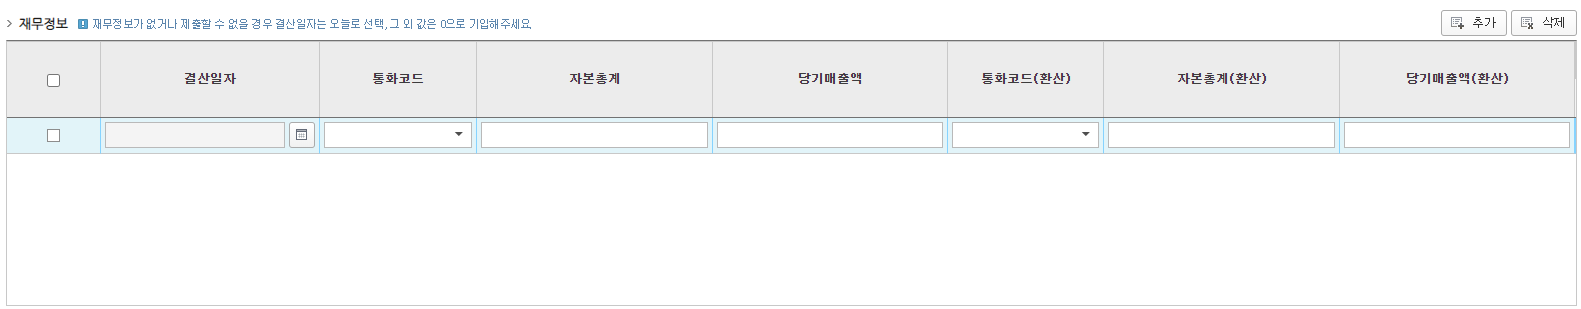 재무정보 재무정보가 없거나 제출할 수 없을 경우 결산일자는 오늘로 선택, 그 외 값은 0으로 기입해주세요. 추가 삭제
결산일자 통화코드 자본총계 당기매출액 통화코드(환산) 자본총계(환산) 당기매출액(환산)